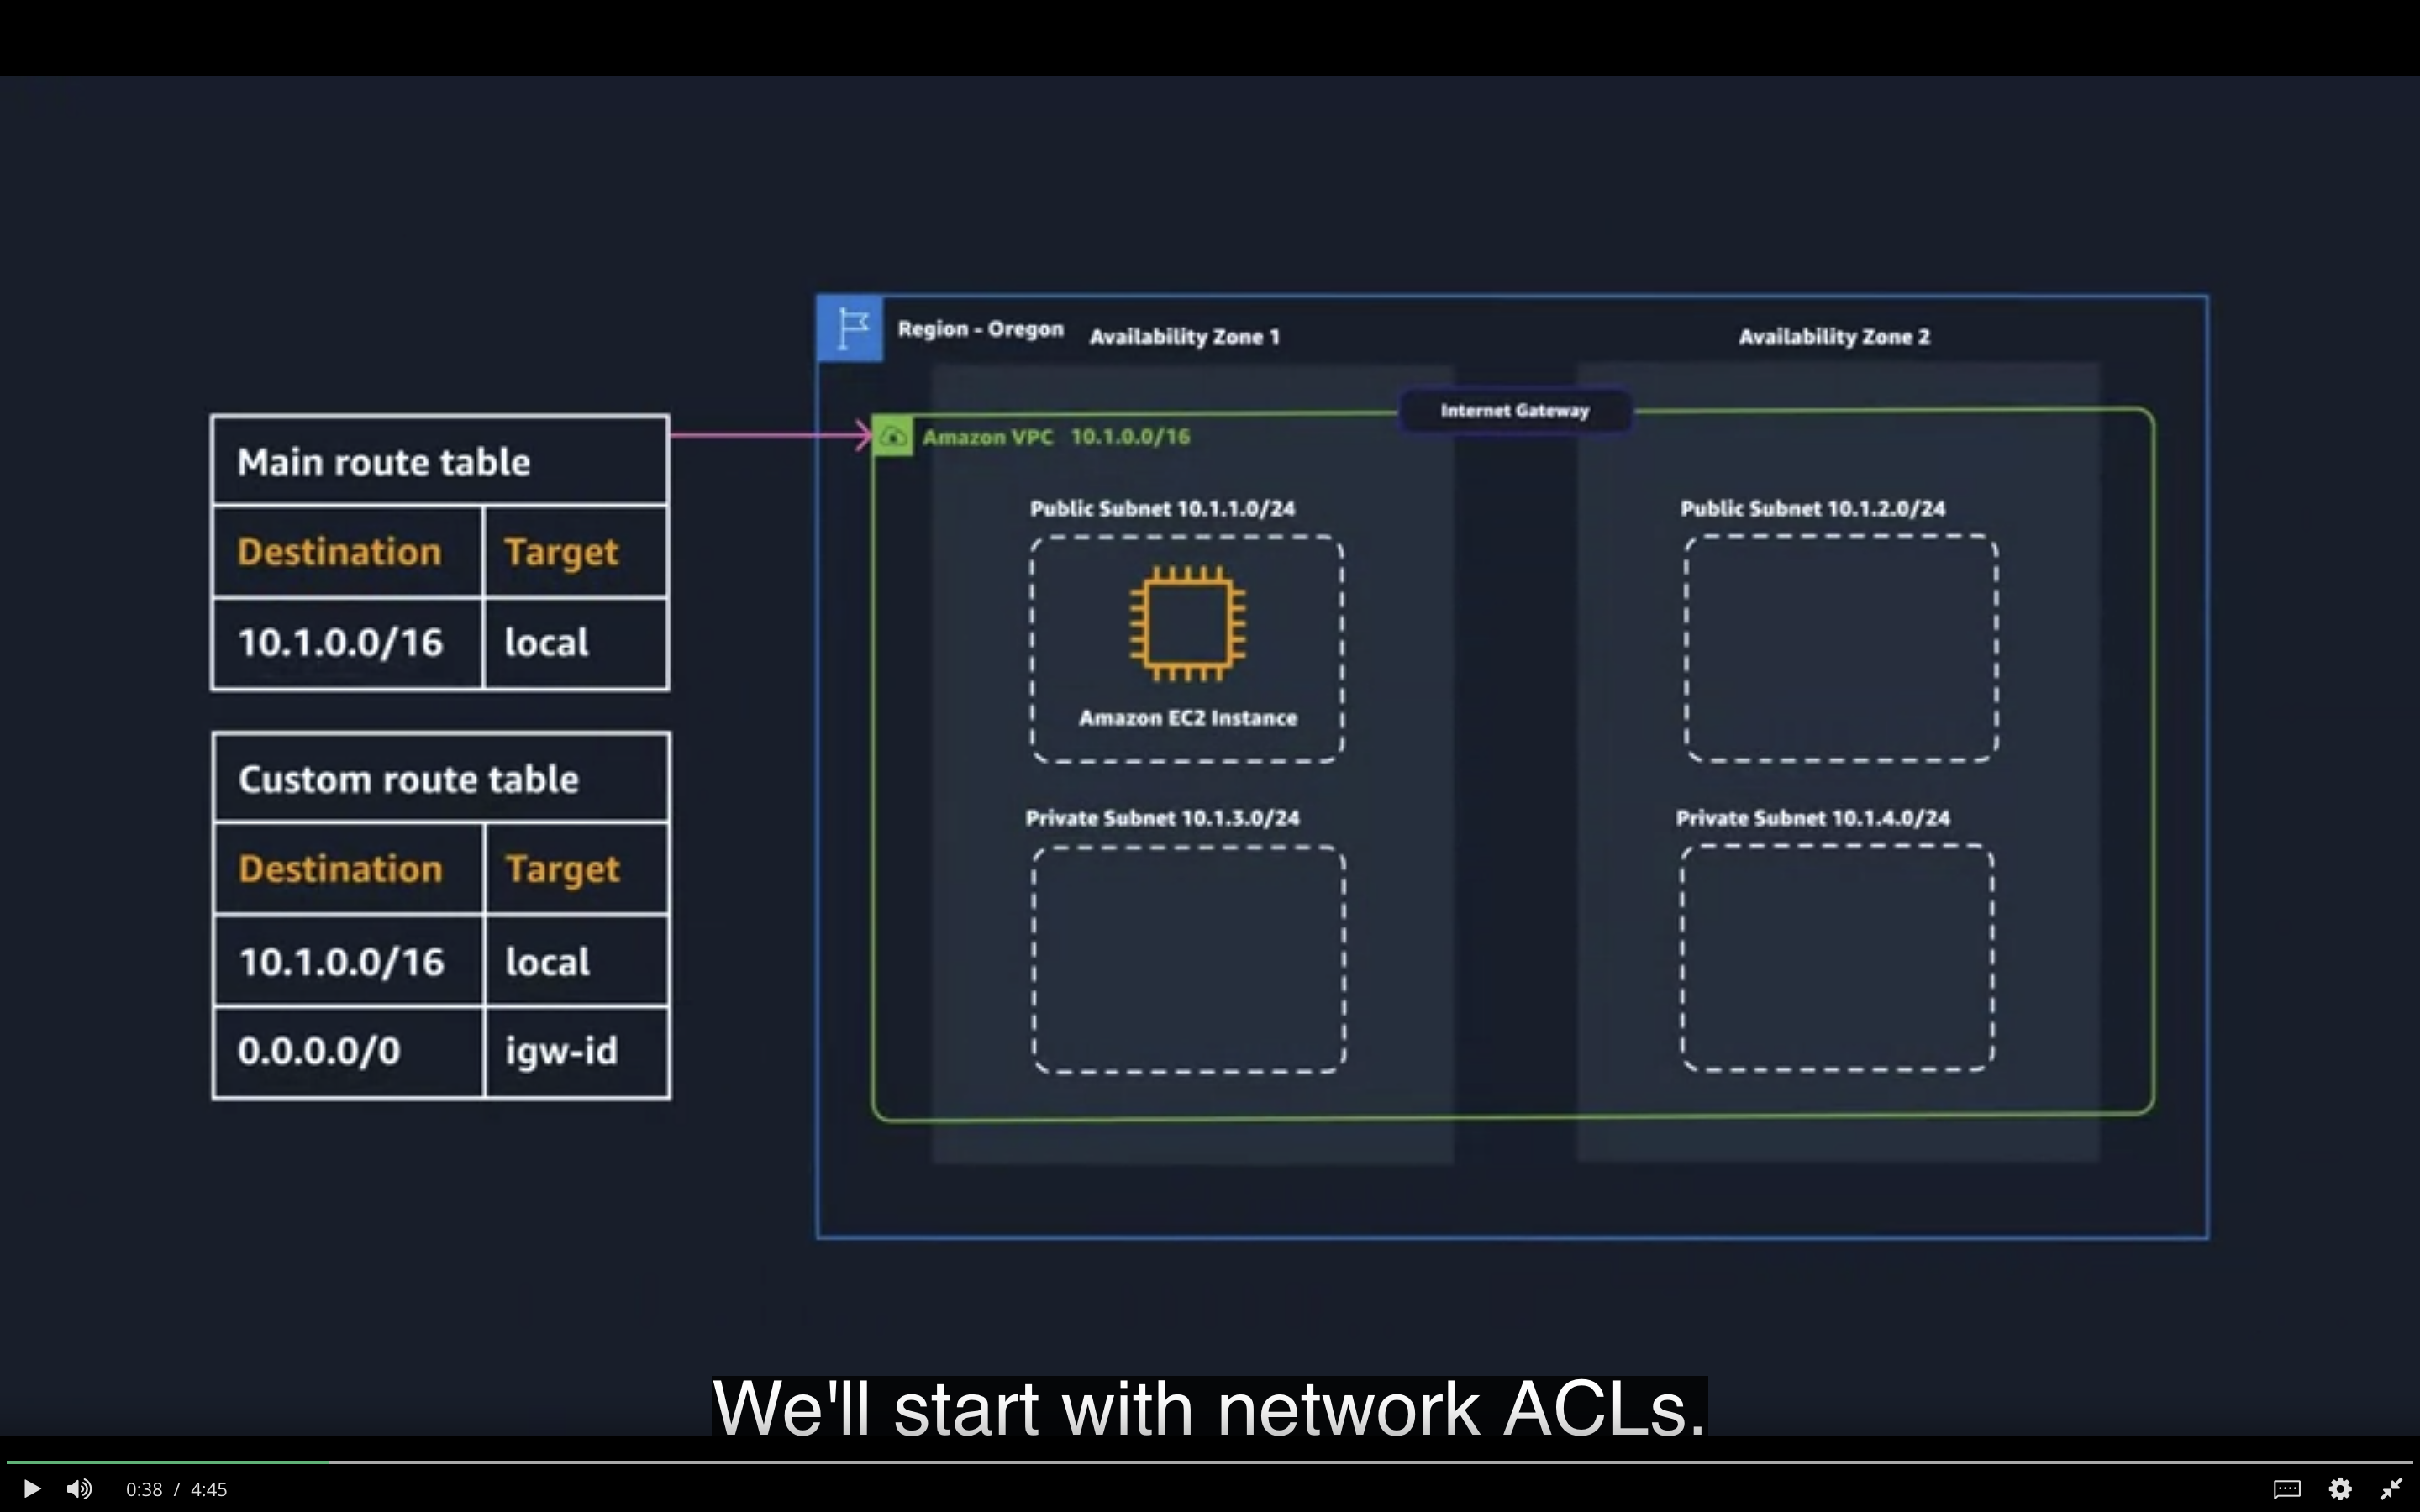 Region - Oregon
Availability Zone 1
Availability Zone 2
Internet Gateway
Amazon VPC 10.1.0.0/16
Main route table
Destination Target
10.1.0.0/16 local
Custom route table
Destination Target
10.1.0.0/16 local
0.0.0.0/0 igw-id
Public Subnet 10.1.1.0/24
Amazon EC2 Instance
Public Subnet 10.1.2.0/24
Private Subnet 10.1.3.0/24
Private Subnet 10.1.4.0/24
We'll start with network ACLs.
0:38 / 4:45